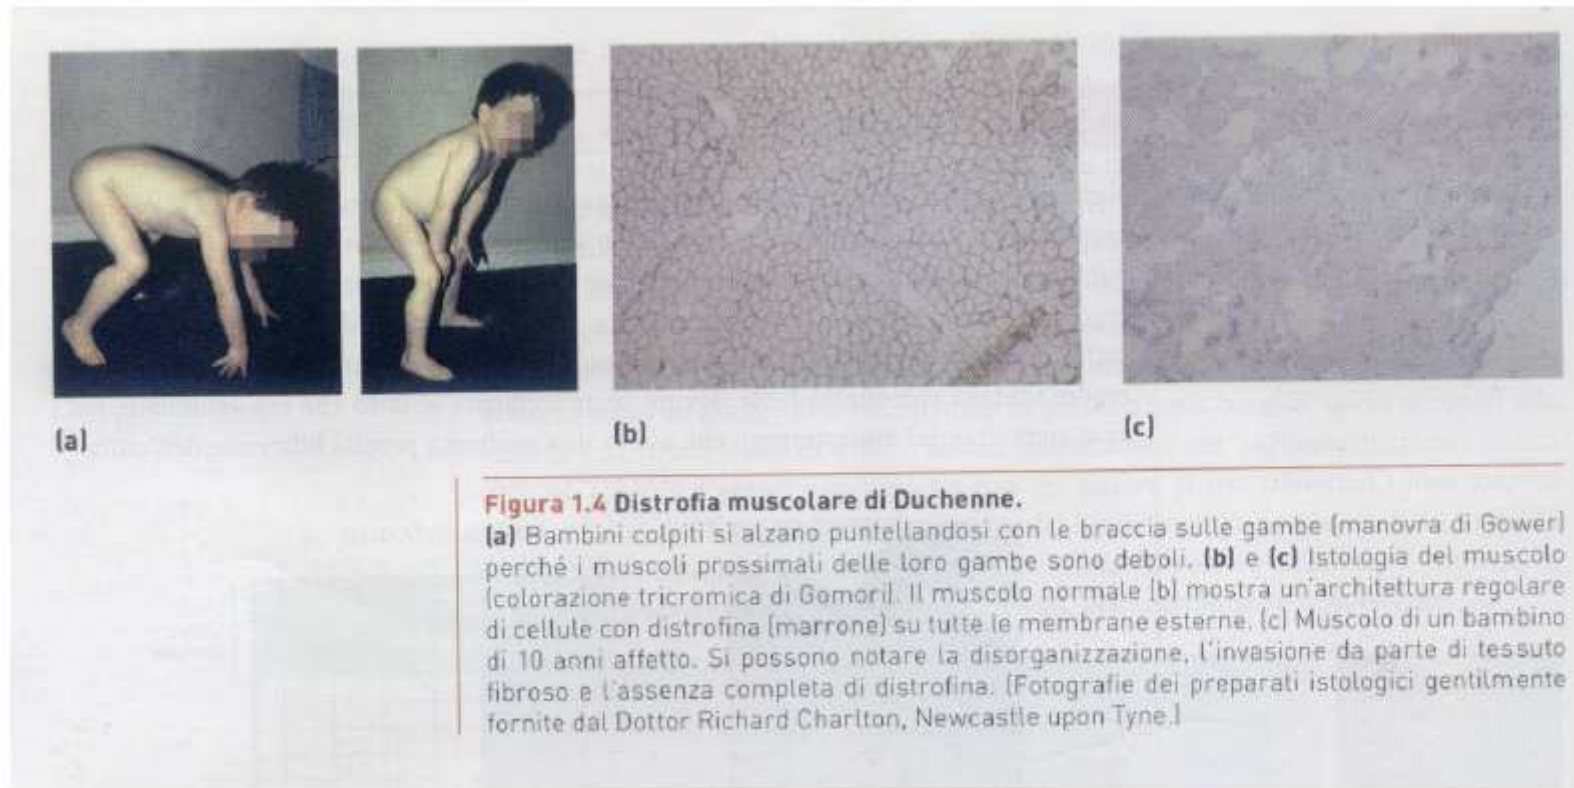 (a)
(b)
(c)
Figura 1.4 Distrofia muscolare di Duchenne.
(a) Bambini colpiti si alzano puntellandosi con le braccia sulle gambe (manovra di Gower)
perché i muscoli prossimali delle loro gambe sono deboli. (b) e (c) Istologia del muscolo
(colorazione tricromica di Gomori). Il muscolo normale (b) mostra un'architettura regolare
di cellule con distrofina (marrone) su tutte le membrane esterne. (c) Muscolo di un bambino
di 10 anni affetto. Si possono notare la disorganizzazione, l'invasione da parte di tessuto
fibroso e l'assenza completa di distrofina. (Fotografie dei preparati istologici gentilmente
fornite dal Dottor Richard Charlton, Newcastle upon Tyne.)